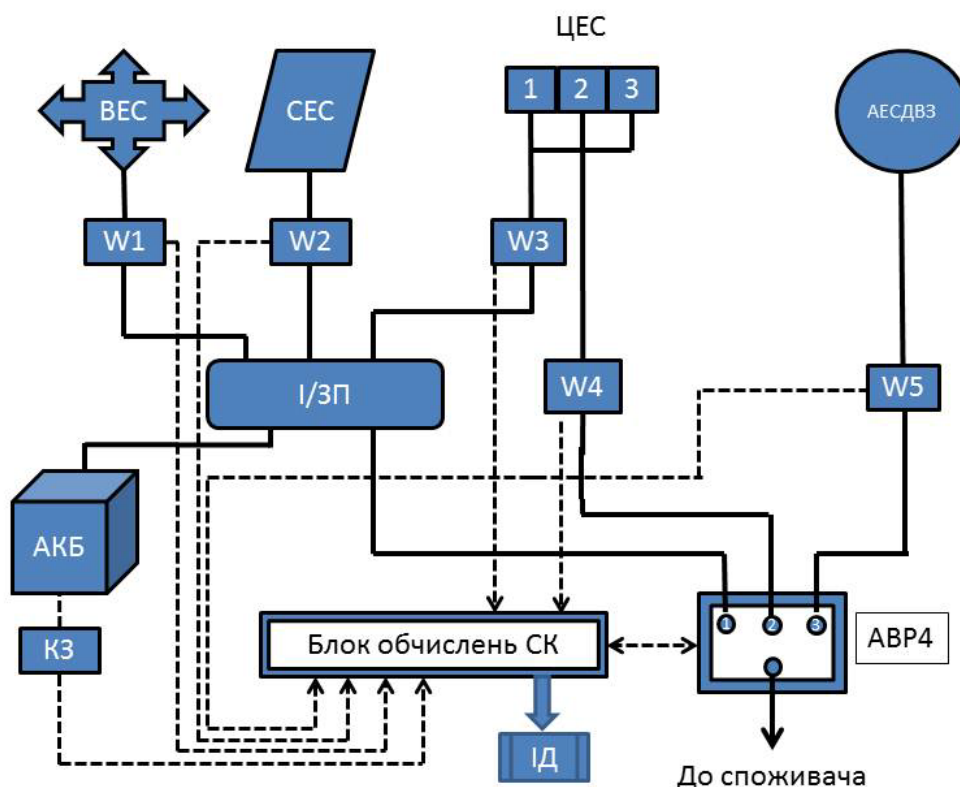 ЦЕС
ВЕС
СЕС
1 2 3
АЕСДВЗ
W1
W2
W3
І/ЗП
W4
W5
АКБ
1 2 3
КЗ
Блок обчислень СК
АВР4
ІД
До споживача